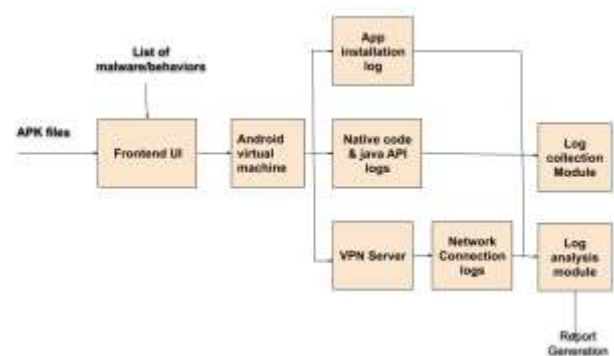 List of
malware/behaviors
APK files
Frontend UI
Android
virtual
machine
App
installation
log
Native code
& java API
logs
VPN Server
Network
Connection
logs
Log
collection
Module
Log
analysis
module
Report
Generation